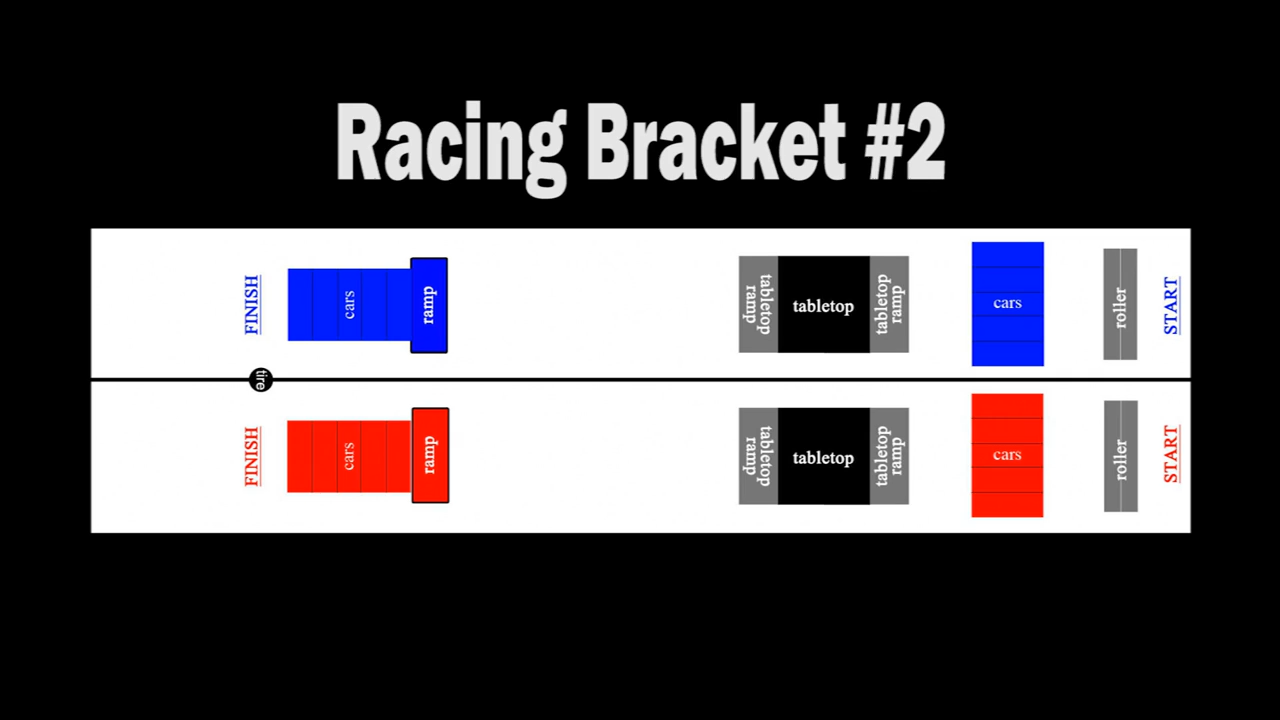 Racing Bracket #2
FINISH
cars
ramp
tabletop
ramp
tabletop
tabletop
ramp
cars
roller
START
tire
FINISH
cars
ramp
tabletop
ramp
tabletop
tabletop
ramp
cars
roller
START